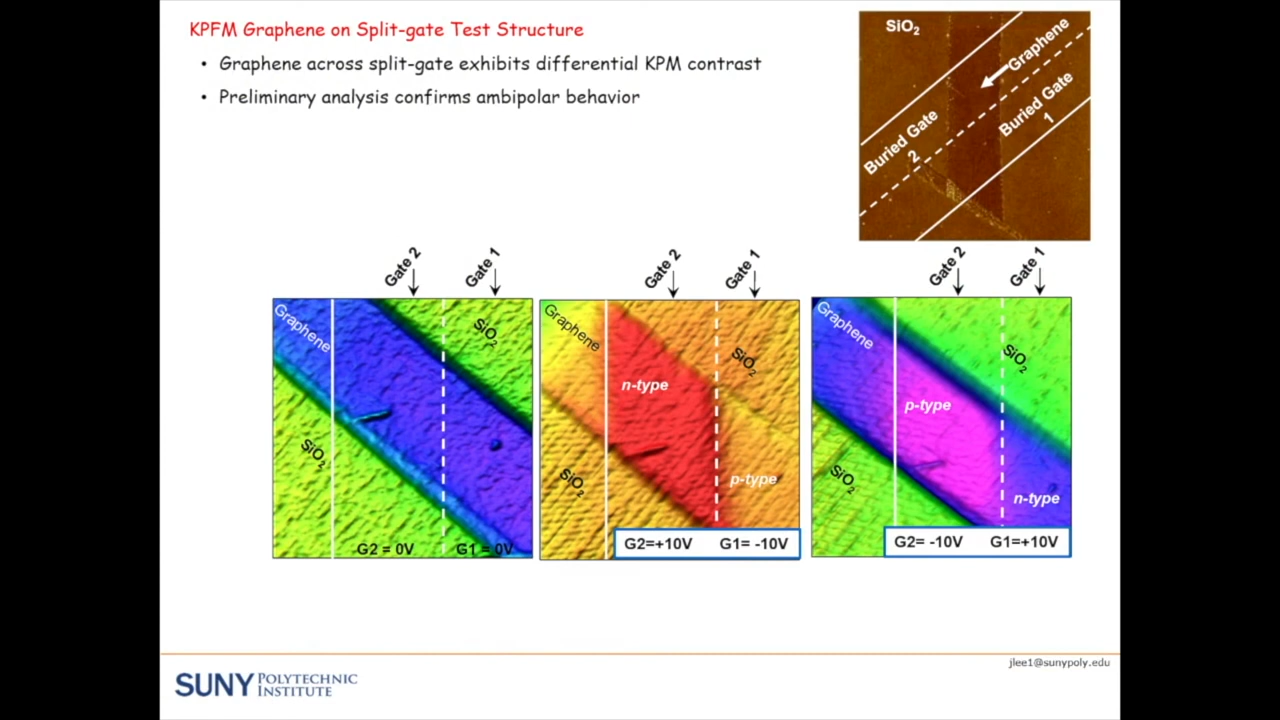 KPFM Graphene on Split-gate Test Structure
• Graphene across split-gate exhibits differential KPM contrast
• Preliminary analysis confirms ambipolar behavior
SiO2
Graphene
Buried Gate
1
Buried Gate
2
Gate 2
Gate 1
Graphene
SiO2
SiO2
G2 = 0V
G1 = 0V
Gate 2
Gate 1
Graphene
SiO2
n-type
SiO2
p-type
G2=+10V
G1= -10V
Gate 2
Gate 1
Graphene
SiO2
p-type
SiO2
n-type
G2= -10V
G1=+10V
jlee1@sunypoly.edu
SUNY POLYTECHNIC
INSTITUTE